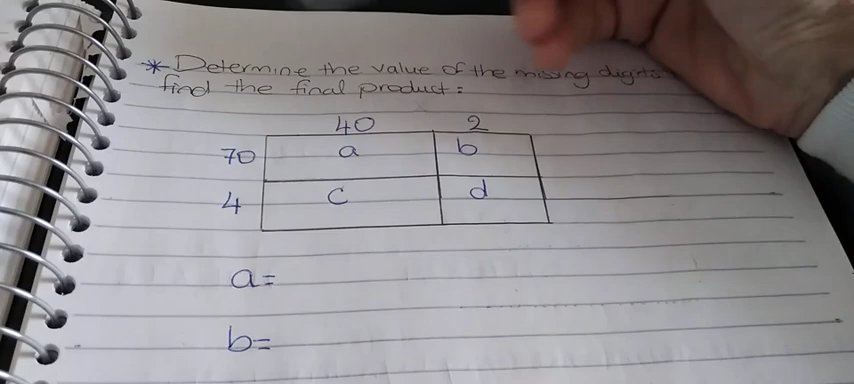 * Determine the value of the missing digits
find the final product:
40 2
70 a b
4 c d
a=
b=